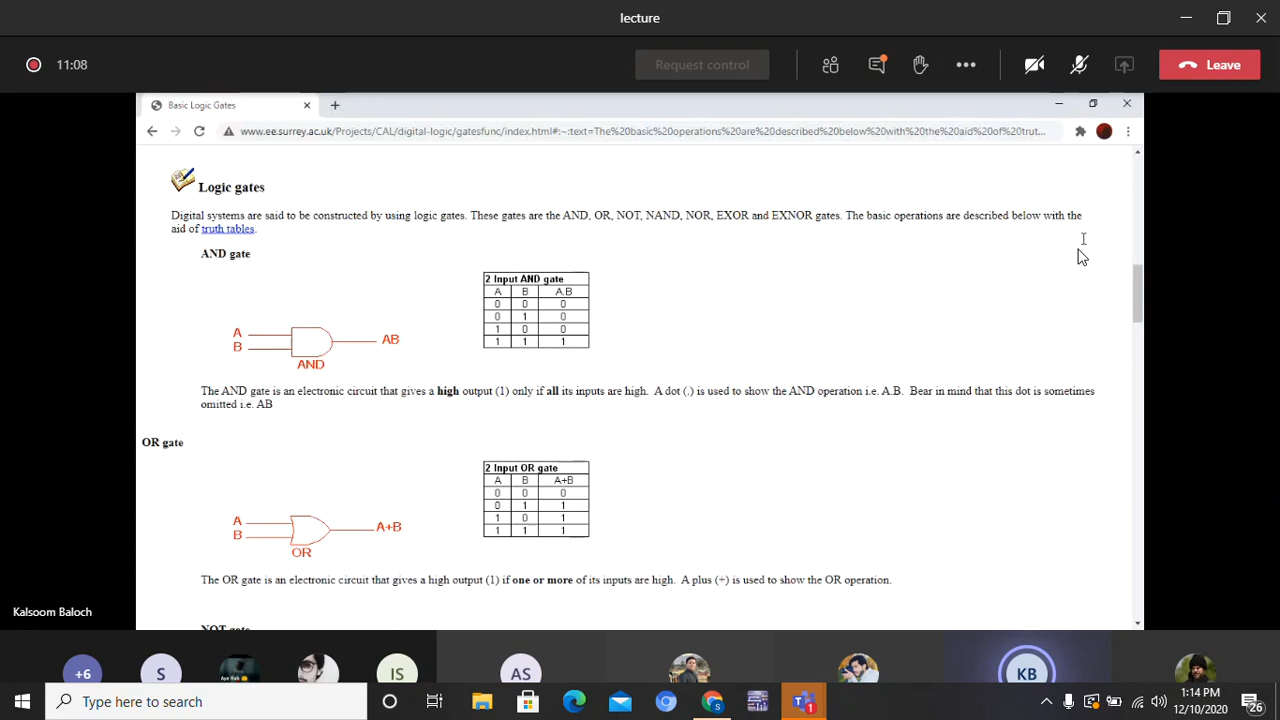 lecture
11:08
Request control
Leave
Basic Logic Gates
www.ee.surrey.ac.uk/Projects/CAL/digital-logic/gatesfunc/index.html#:~:text=The%20basic%20operations%20are%20described%20below%20with%20the%20aid%20of%20trut...
Logic gates
Digital systems are said to be constructed by using logic gates. These gates are the AND, OR, NOT, NAND, NOR, EXOR and EXNOR gates. The basic operations are described below with the
aid of truth tables.
AND gate
2 Input AND gate
A B A.B
0 0 0
0 1 0
1 0 0
1 1 1
A
B
AB
AND
The AND gate is an electronic circuit that gives a high output (1) only if all its inputs are high. A dot (.) is used to show the AND operation i.e. A.B. Bear in mind that this dot is sometimes
omitted i.e. AB
OR gate
2 Input OR gate
A B A+B
0 0 0
0 1 1
1 0 1
1 1 1
A
B
A+B
OR
The OR gate is an electronic circuit that gives a high output (1) if one or more of its inputs are high. A plus (+) is used to show the OR operation.
Kalsoom Baloch
NOT gate
+6
S
IS
AS
KB
Type here to search
1
1:14 PM
12/10/2020
26